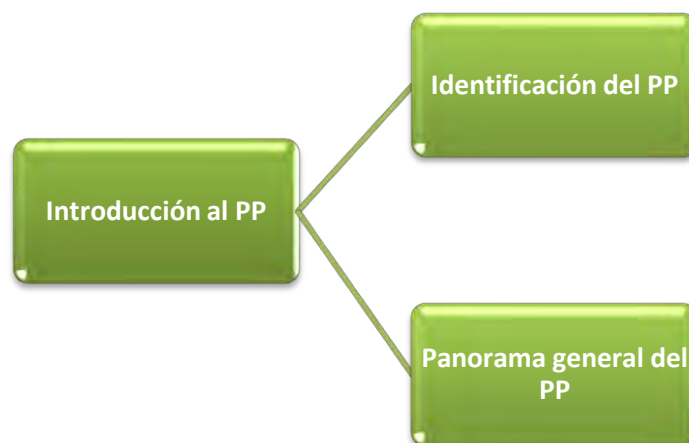 Identificación del PP
Introducción al PP
Panorama general del
PP